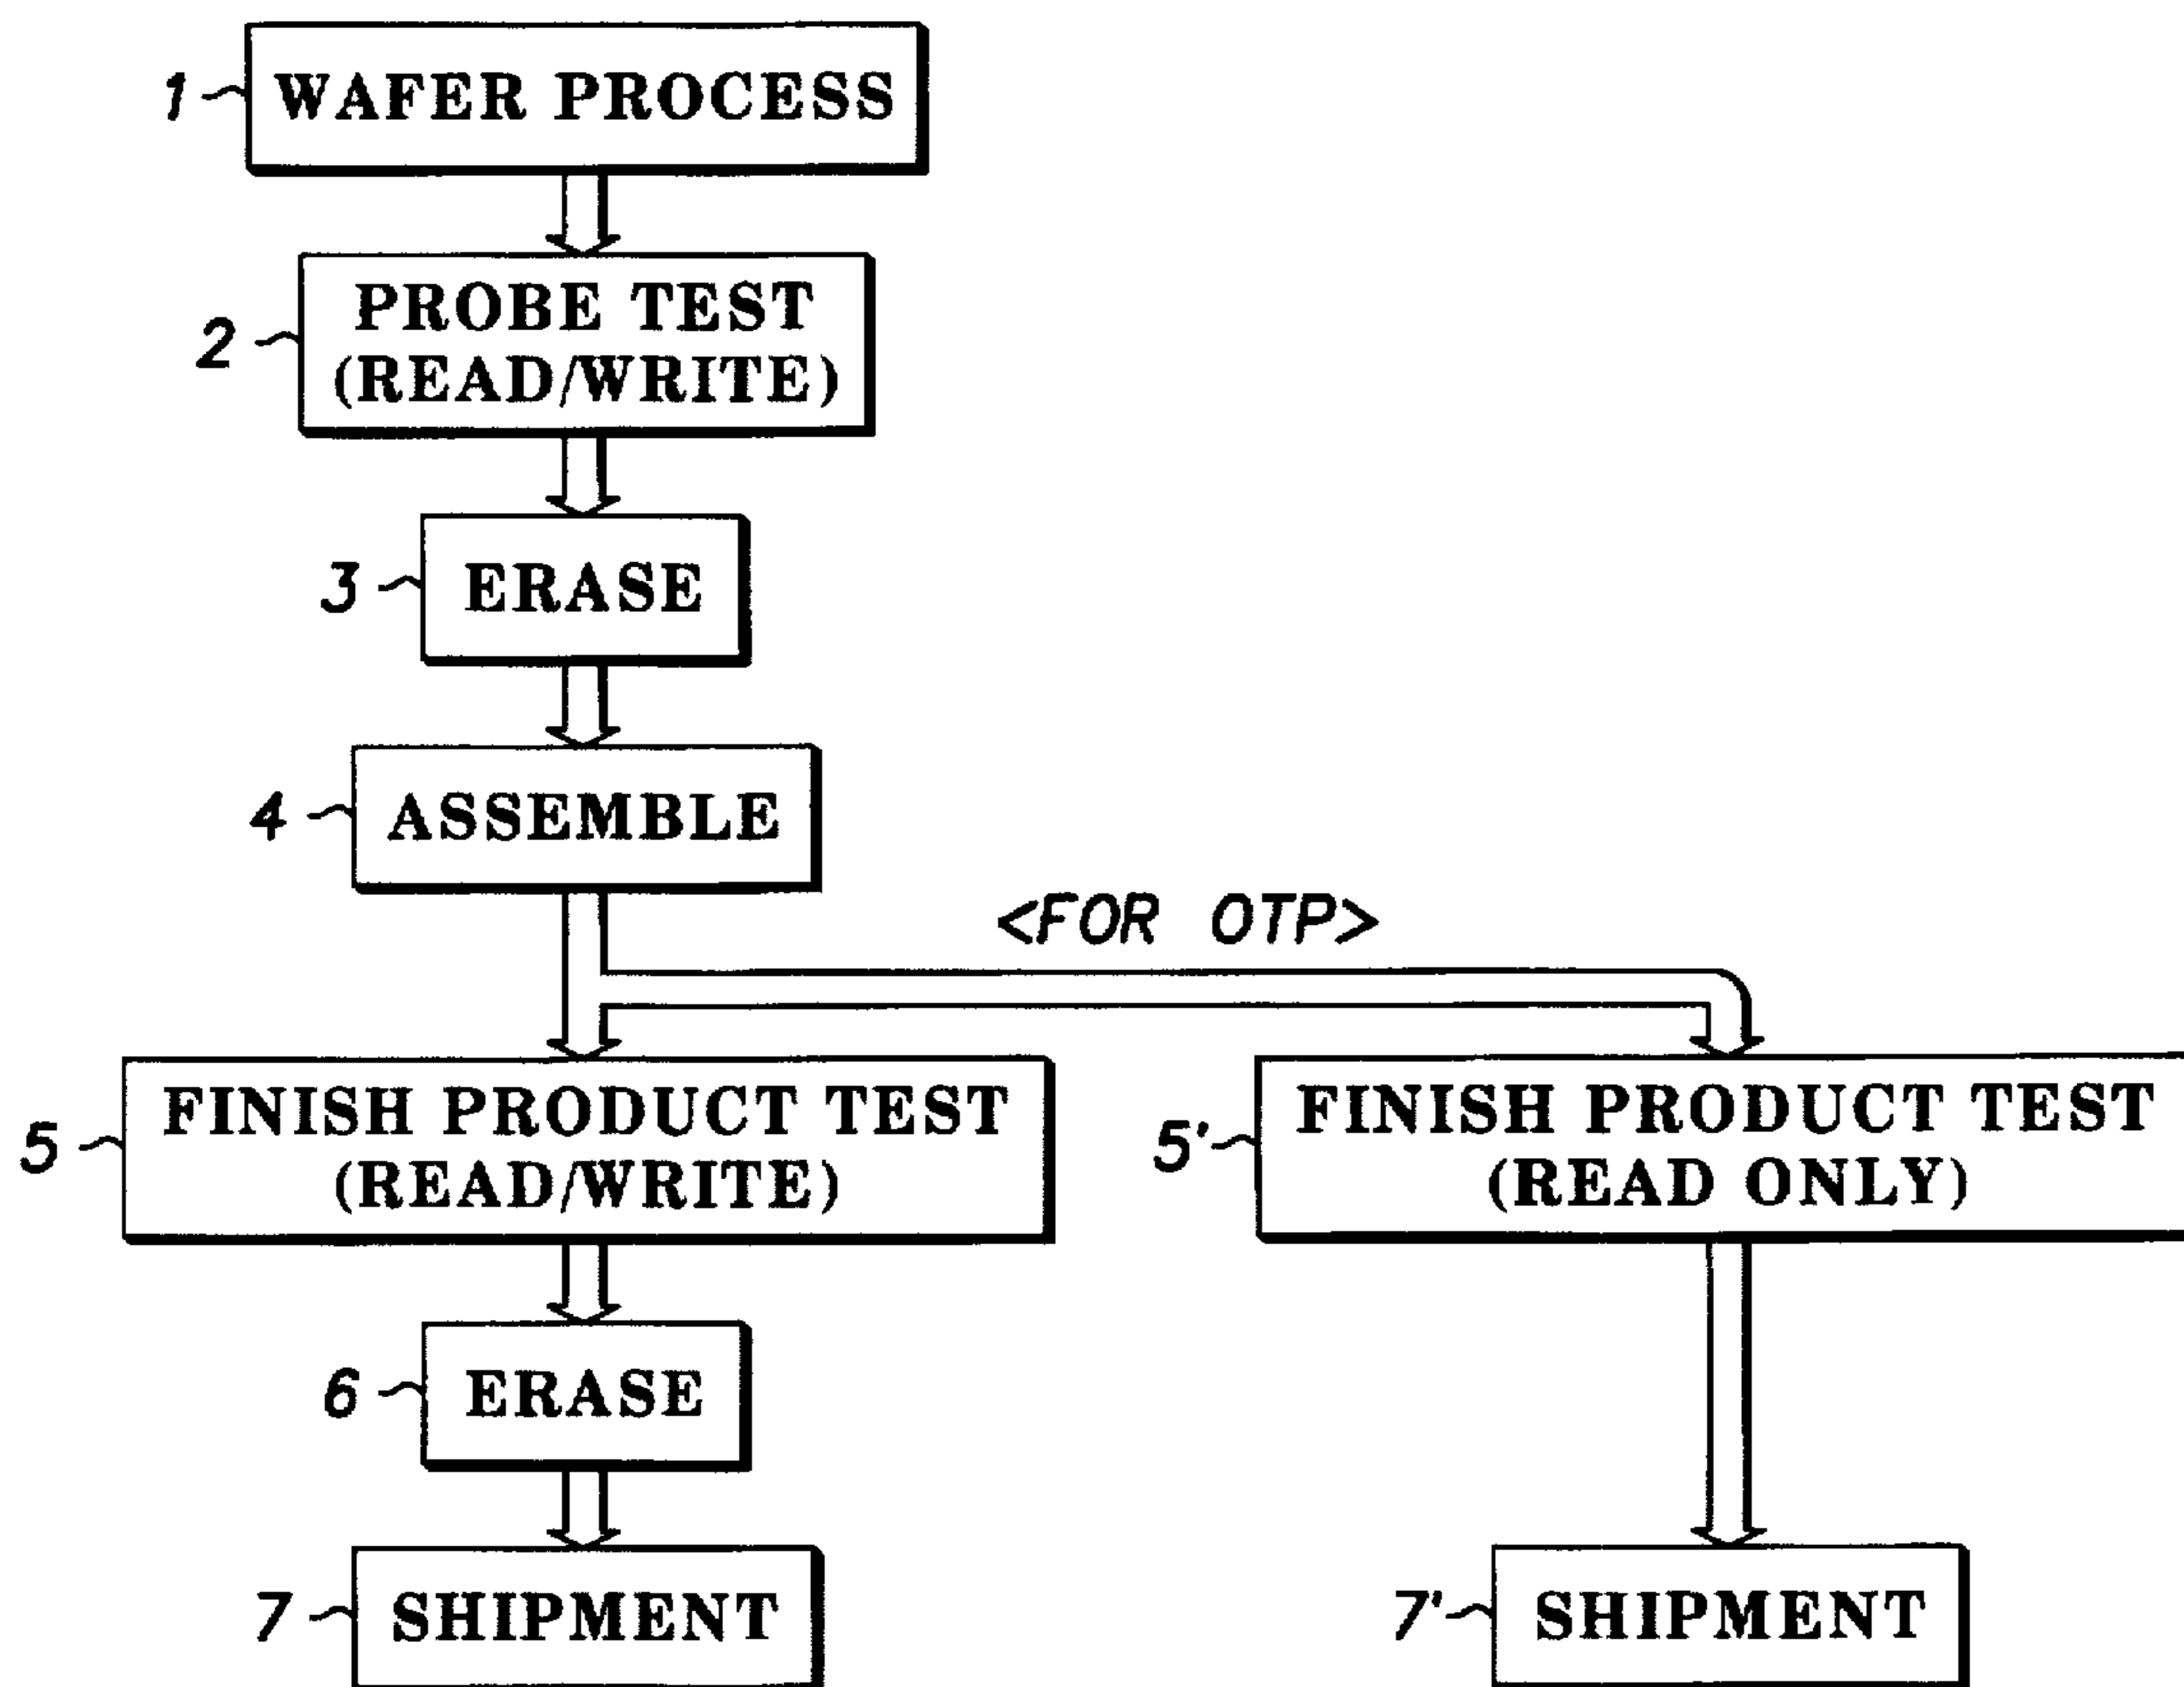 1 WAFER PROCESS
2 PROBE TEST
(READ/WRITE)
3 ERASE
4 ASSEMBLE
<FOR OTP>
5 FINISH PRODUCT TEST
(READ/WRITE)
5' FINISH PRODUCT TEST
(READ ONLY)
6 ERASE
7 SHIPMENT
7' SHIPMENT